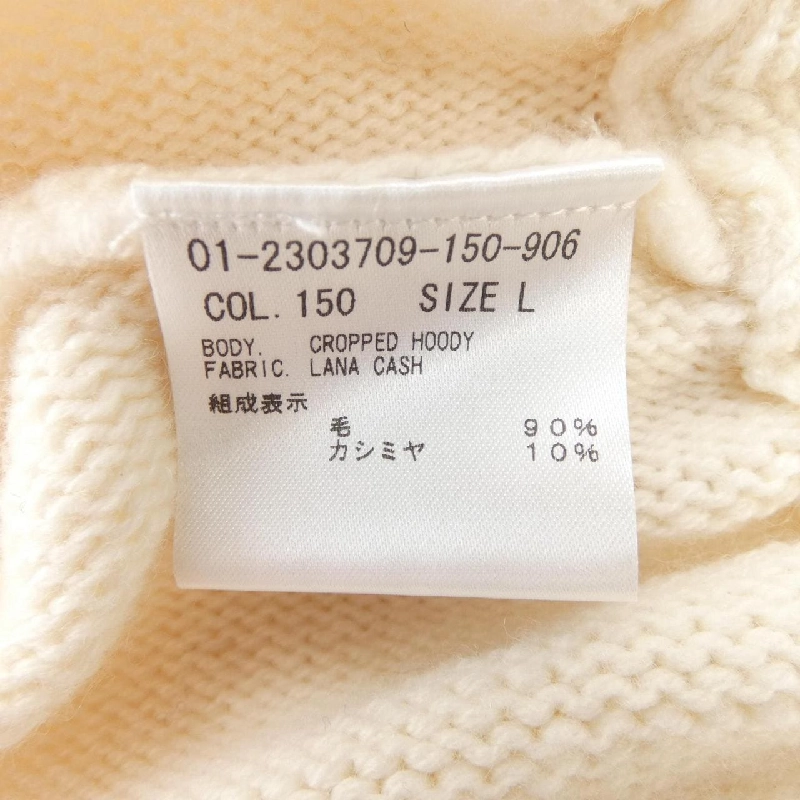 01-2303709-150-906
COL. 150 SIZE L
BODY. CROPPED HOODY
FABRIC. LANA CASH
組成表示
毛 90%
カシミヤ 10%